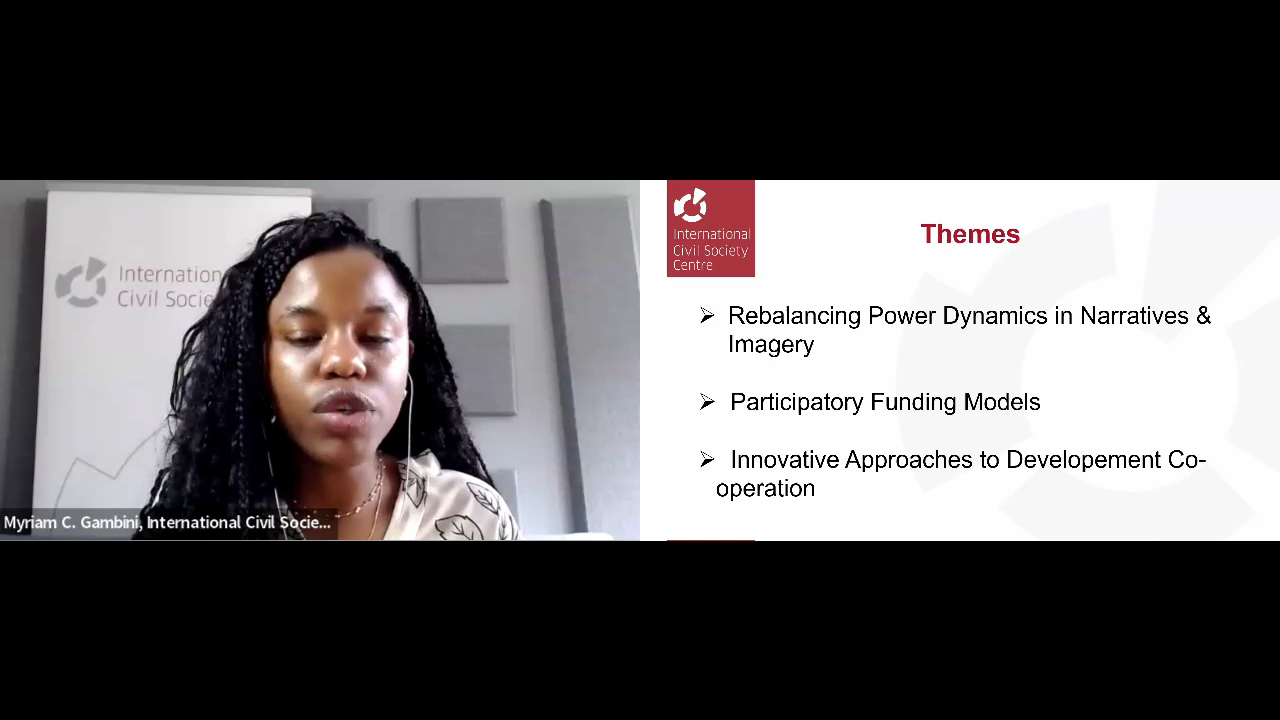 Internation
Civil Socie
Myriam C. Gambini, International Civil Socie...
International
Civil Society
Centre
Themes
➢ Rebalancing Power Dynamics in Narratives &
Imagery
➢ Participatory Funding Models
➢ Innovative Approaches to Developement Co-
operation